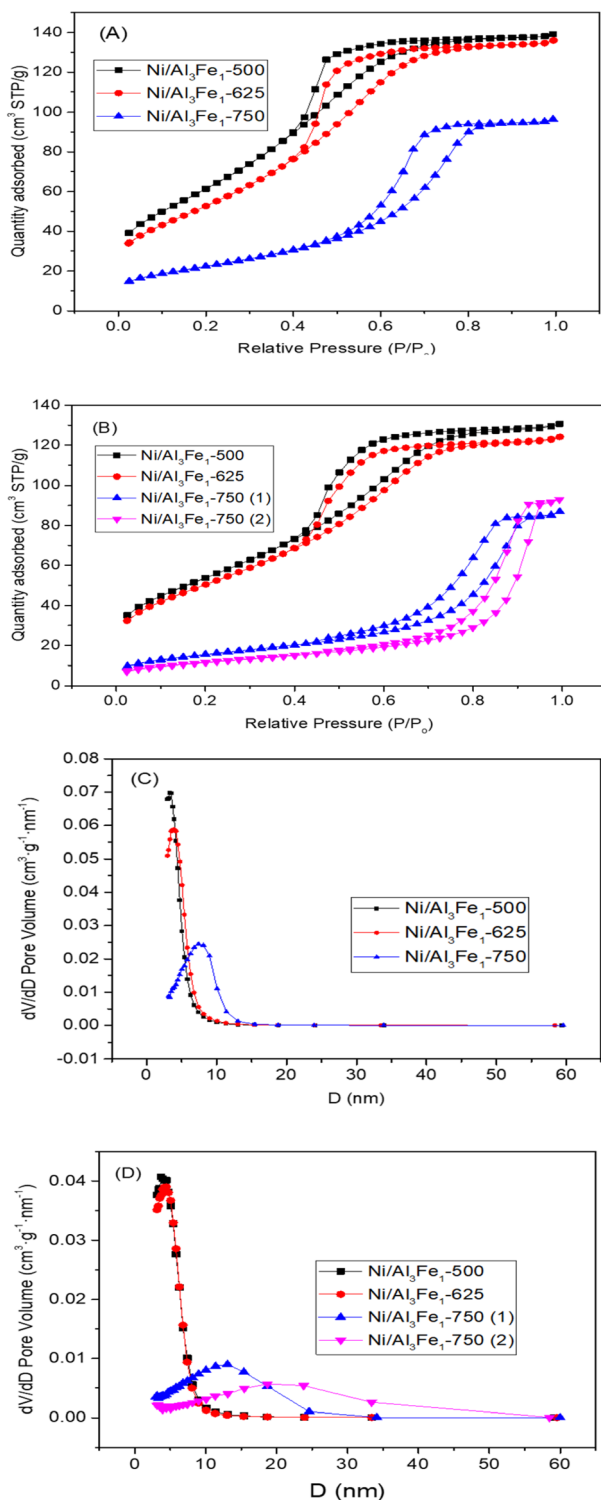 (A)
Ni/Al₃Fe₁-500
Ni/Al₃Fe₁-625
Ni/Al₃Fe₁-750
Quantity adsorbed (cm³ STP/g)
140
120
100
80
60
40
20
0
0.0 0.2 0.4 0.6 0.8 1.0
Relative Pressure (P/Pₒ)
(B)
Ni/Al₃Fe₁-500
Ni/Al₃Fe₁-625
Ni/Al₃Fe₁-750 (1)
Ni/Al₃Fe₁-750 (2)
Quantity adsorbed (cm³ STP/g)
140
120
100
80
60
40
20
0
0.0 0.2 0.4 0.6 0.8 1.0
Relative Pressure (P/Pₒ)
(C)
Ni/Al₃Fe₁-500
Ni/Al₃Fe₁-625
Ni/Al₃Fe₁-750
dV/dD Pore Volume (cm³·g⁻¹·nm⁻¹)
0.08
0.07
0.06
0.05
0.04
0.03
0.02
0.01
0.00
-0.01
0 10 20 30 40 50 60
D (nm)
(D)
Ni/Al₃Fe₁-500
Ni/Al₃Fe₁-625
Ni/Al₃Fe₁-750 (1)
Ni/Al₃Fe₁-750 (2)
dV/dD Pore Volume (cm³·g⁻¹·nm⁻¹)
0.04
0.03
0.02
0.01
0.00
0 10 20 30 40 50 60
D (nm)